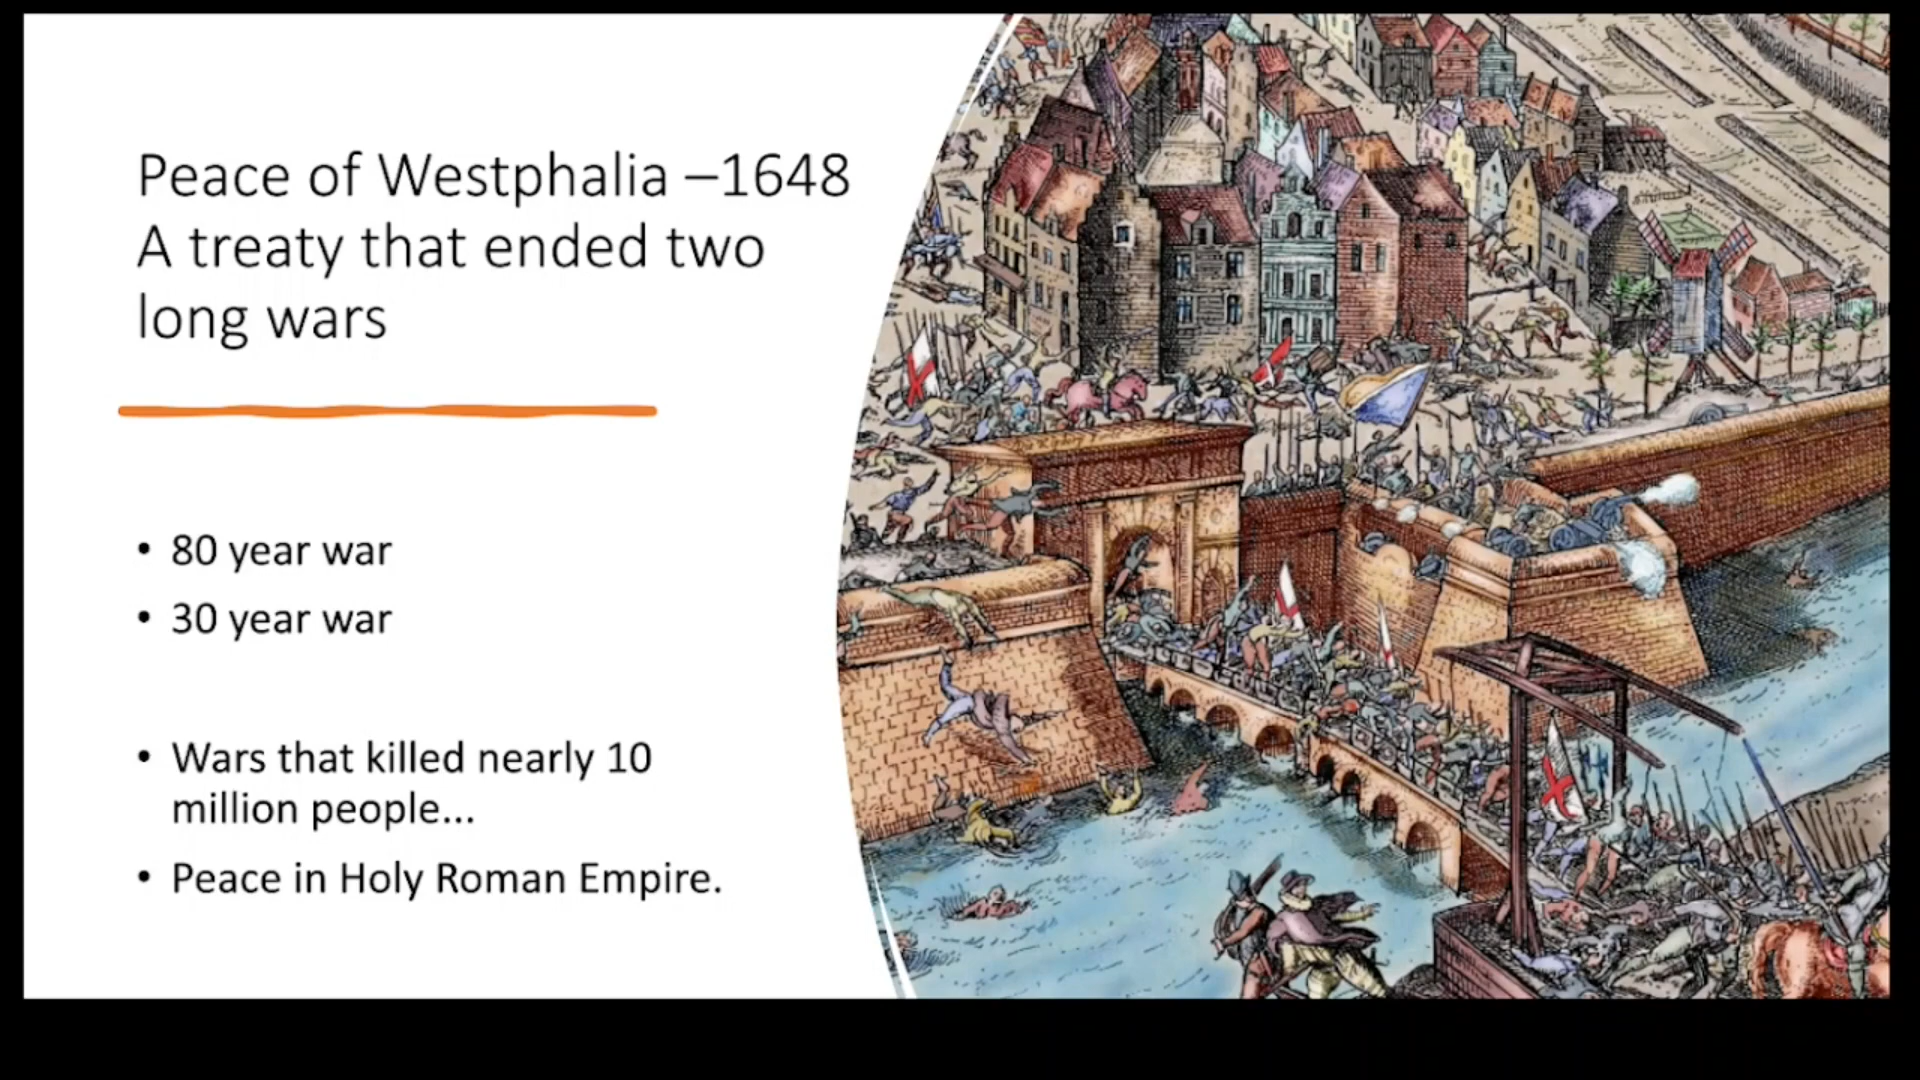 Peace of Westphalia –1648
A treaty that ended two
long wars
• 80 year war
• 30 year war
• Wars that killed nearly 10
million people...
• Peace in Holy Roman Empire.